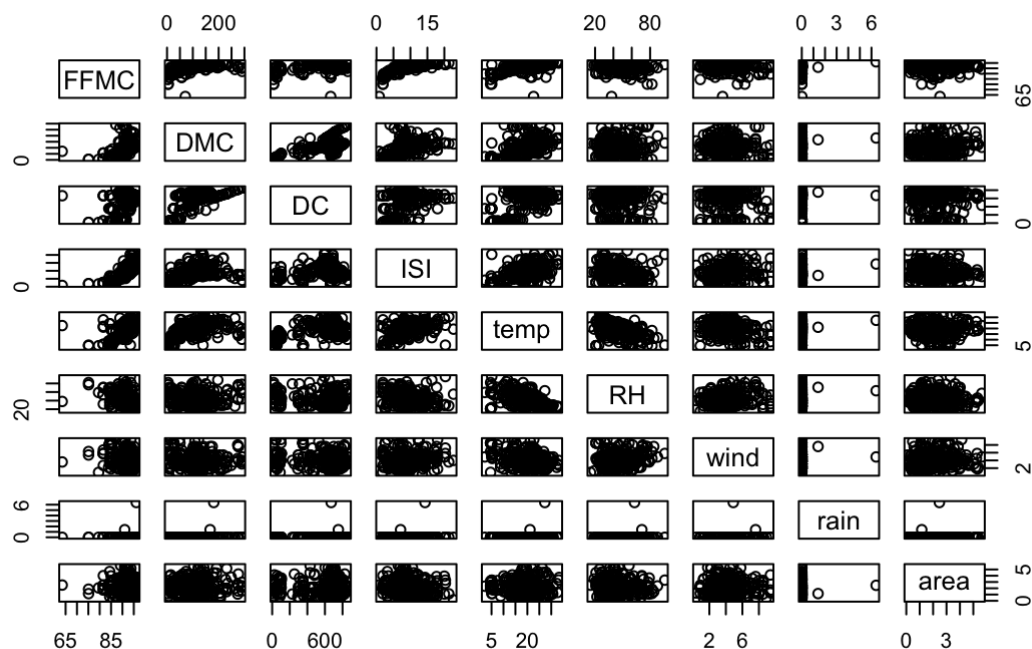 0 200 0 15 20 80 0 3 6
FFMC 65
0 DMC
DC 0
0 ISI
temp 5
20 RH
wind 2
0 6 rain
area 0 5
65 85 0 600 5 20 2 6 0 3